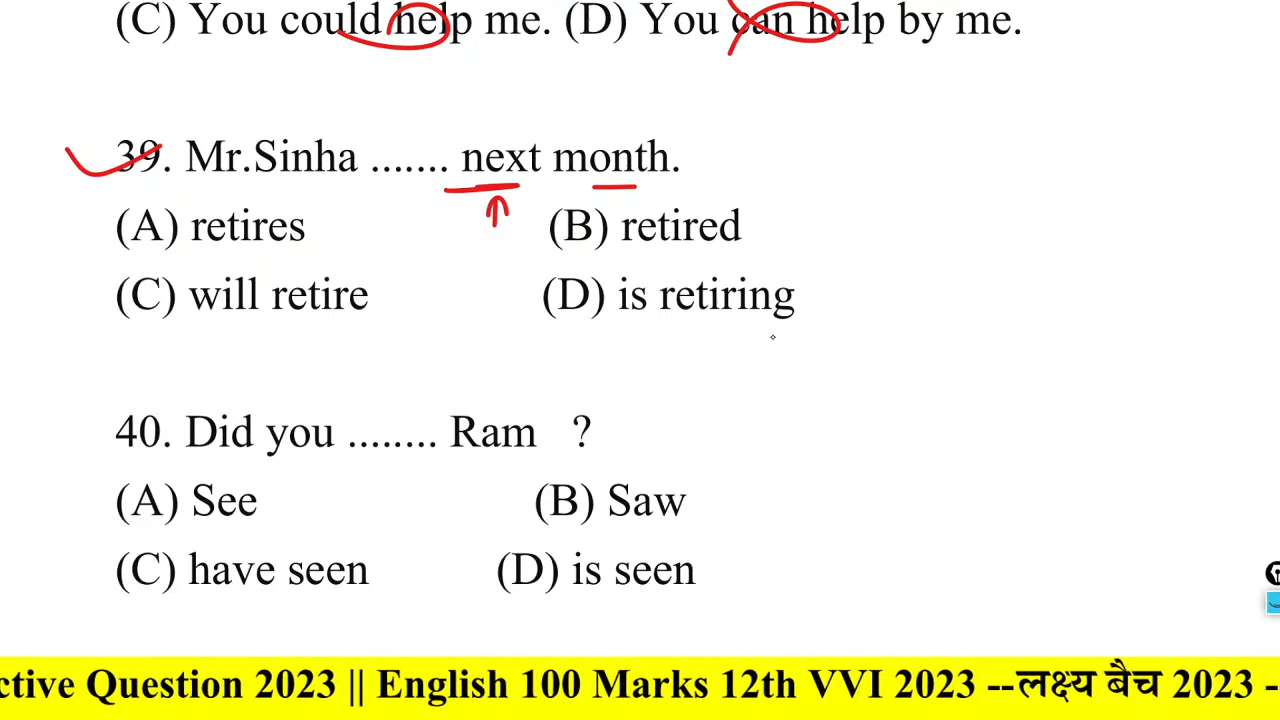 (C) You could help me. (D) You can help by me.
39. Mr.Sinha ....... next month.
(A) retires (B) retired
(C) will retire (D) is retiring
40. Did you ........ Ram ?
(A) See (B) Saw
(C) have seen (D) is seen
ctive Question 2023 || English 100 Marks 12th VVI 2023 --लक्ष्य बैच 2023 -